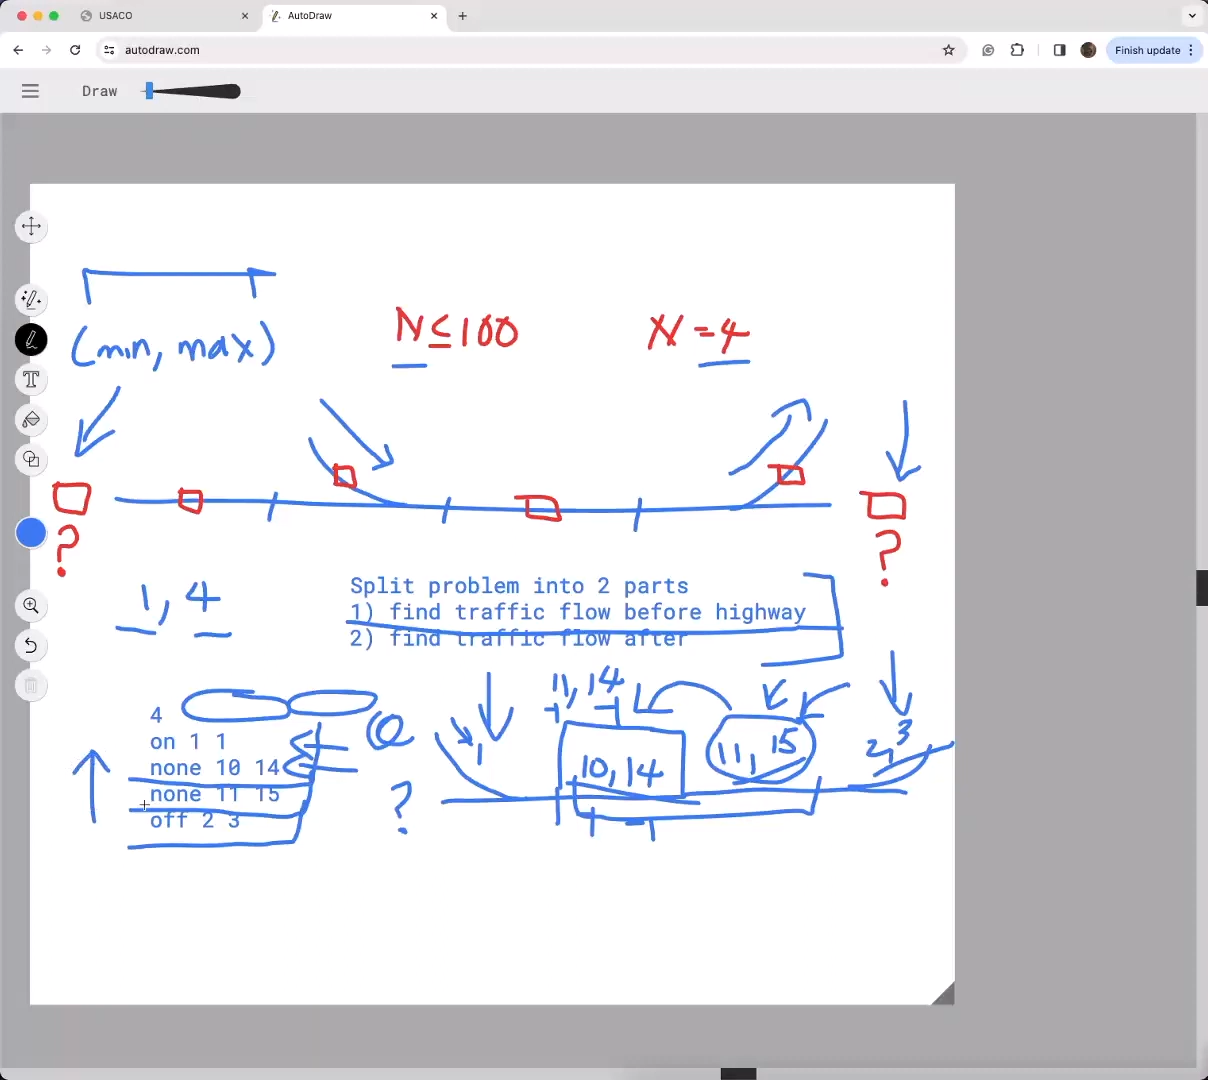 USACO
AutoDraw
autodraw.com
Finish update
Draw
(min, max)
N≤100
N=4
?
?
1, 4
Split problem into 2 parts
1) find traffic flow before highway
2) find traffic flow after
4
on 1 1
none 10 14
none 11 15
off 2 3
?
1
11, 14
10, 14
11, 15
2, 3